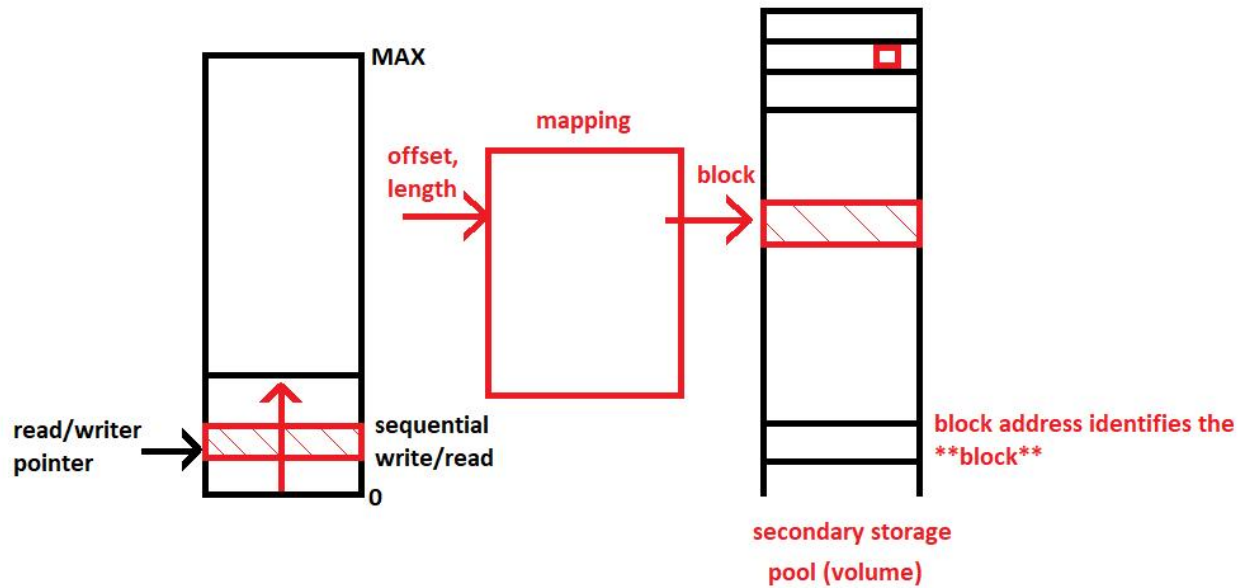 MAX
mapping
offset,
length
block
read/writer
pointer
sequential
write/read
0
block address identifies the
**block**
secondary storage
pool (volume)